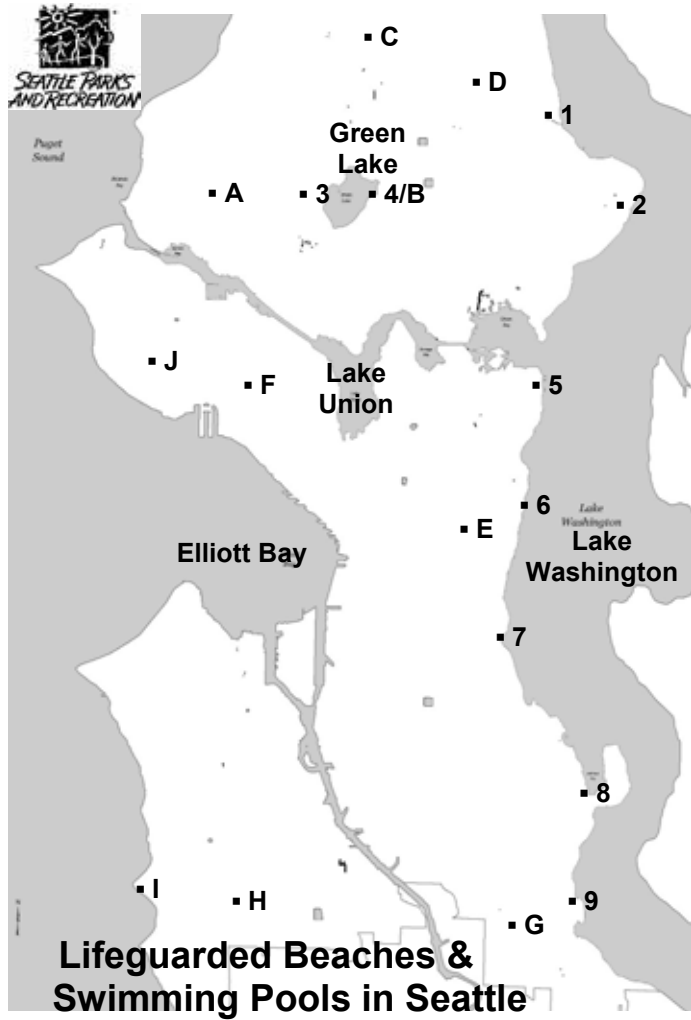 SEATTLE PARKS
AND RECREATION
C
D
1
Puget
Sound
Green
Lake
A
3
4/B
2
J
F
Lake
Union
5
6
Lake
Washington
E
Elliott Bay
Lake
Washington
7
8
I
H
9
G
Lifeguarded Beaches &
Swimming Pools in Seattle